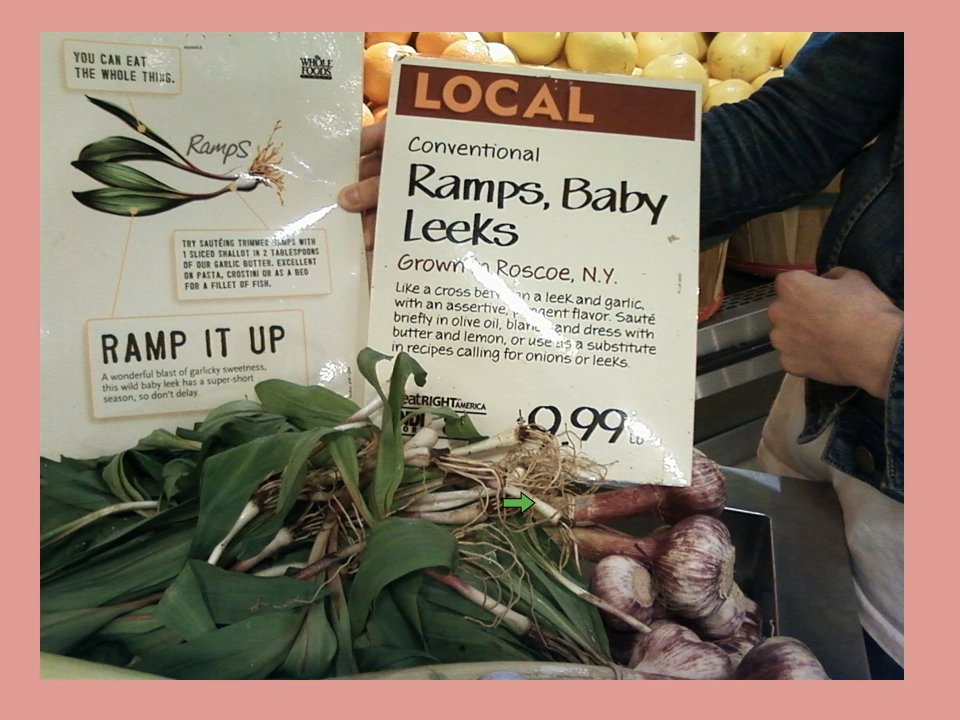 YOU CAN EAT
THE WHOLE THING.
WHOLE
FOODS
Ramps
TRY SAUTÉING TRIMMED RAMPS WITH
1 SLICED SHALLOT IN 2 TABLESPOONS
OF OUR GARLIC BUTTER. EXCELLENT
ON PASTA, CROSTINI OR AS A BED
FOR A FILLET OF FISH.
RAMP IT UP
A wonderful blast of garlicky sweetness,
this wild baby leek has a super-short
season, so don't delay.
LOCAL
Conventional
Ramps, Baby
Leeks
Grown in Roscoe, N.Y.
Like a cross between a leek and garlic,
with an assertive, pungent flavor. Sauté
briefly in olive oil, blanch and dress with
butter and lemon, or use as a substitute
in recipes calling for onions or leeks.
eatRIGHT AMERICA
9.99 LB